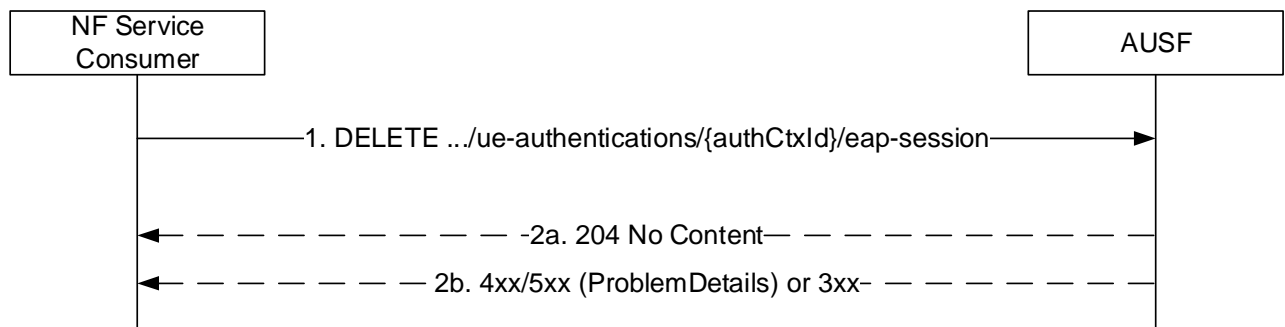 NF Service
Consumer
AUSF
1. DELETE .../ue-authentications/{authCtxId}/eap-session
2a. 204 No Content
2b. 4xx/5xx (ProblemDetails) or 3xx